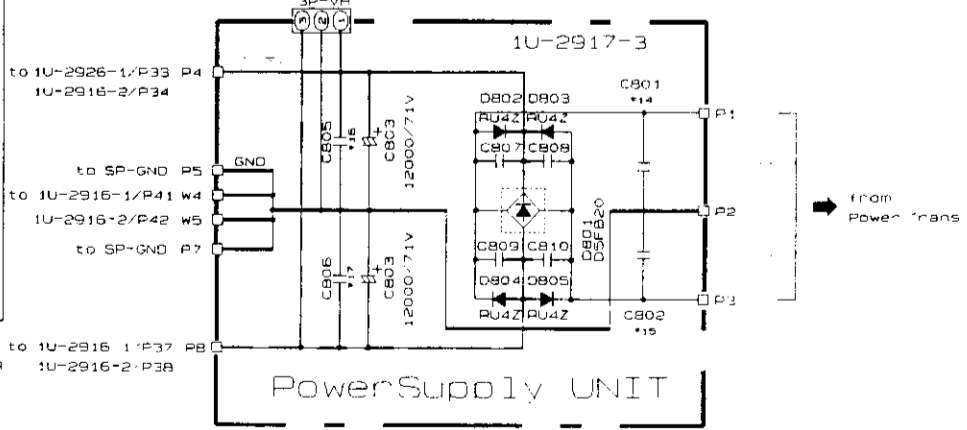 3P-VH
3 2 1
1U-2917-3
to 1U-2926-1/P33 P4
1U-2916-2/P34
C801
*14
D802 D803
RU4Z RU4Z
P1
C805
*16
+
C803
12000/71V
C807 C808
to SP-GND P5
GND
to 1U-2916-1/P41 W4
1U-2916-2/P42 W5
to SP-GND P7
P2
from
Power Trans
D801
D5FB20
C809 C810
C806
*17
+
C803
12000/71V
D804 D805
RU4Z RU4Z
P3
C802
*15
to 1U-2916-1/P37 P8
1U-2916-2/P38
PowerSupply UNIT